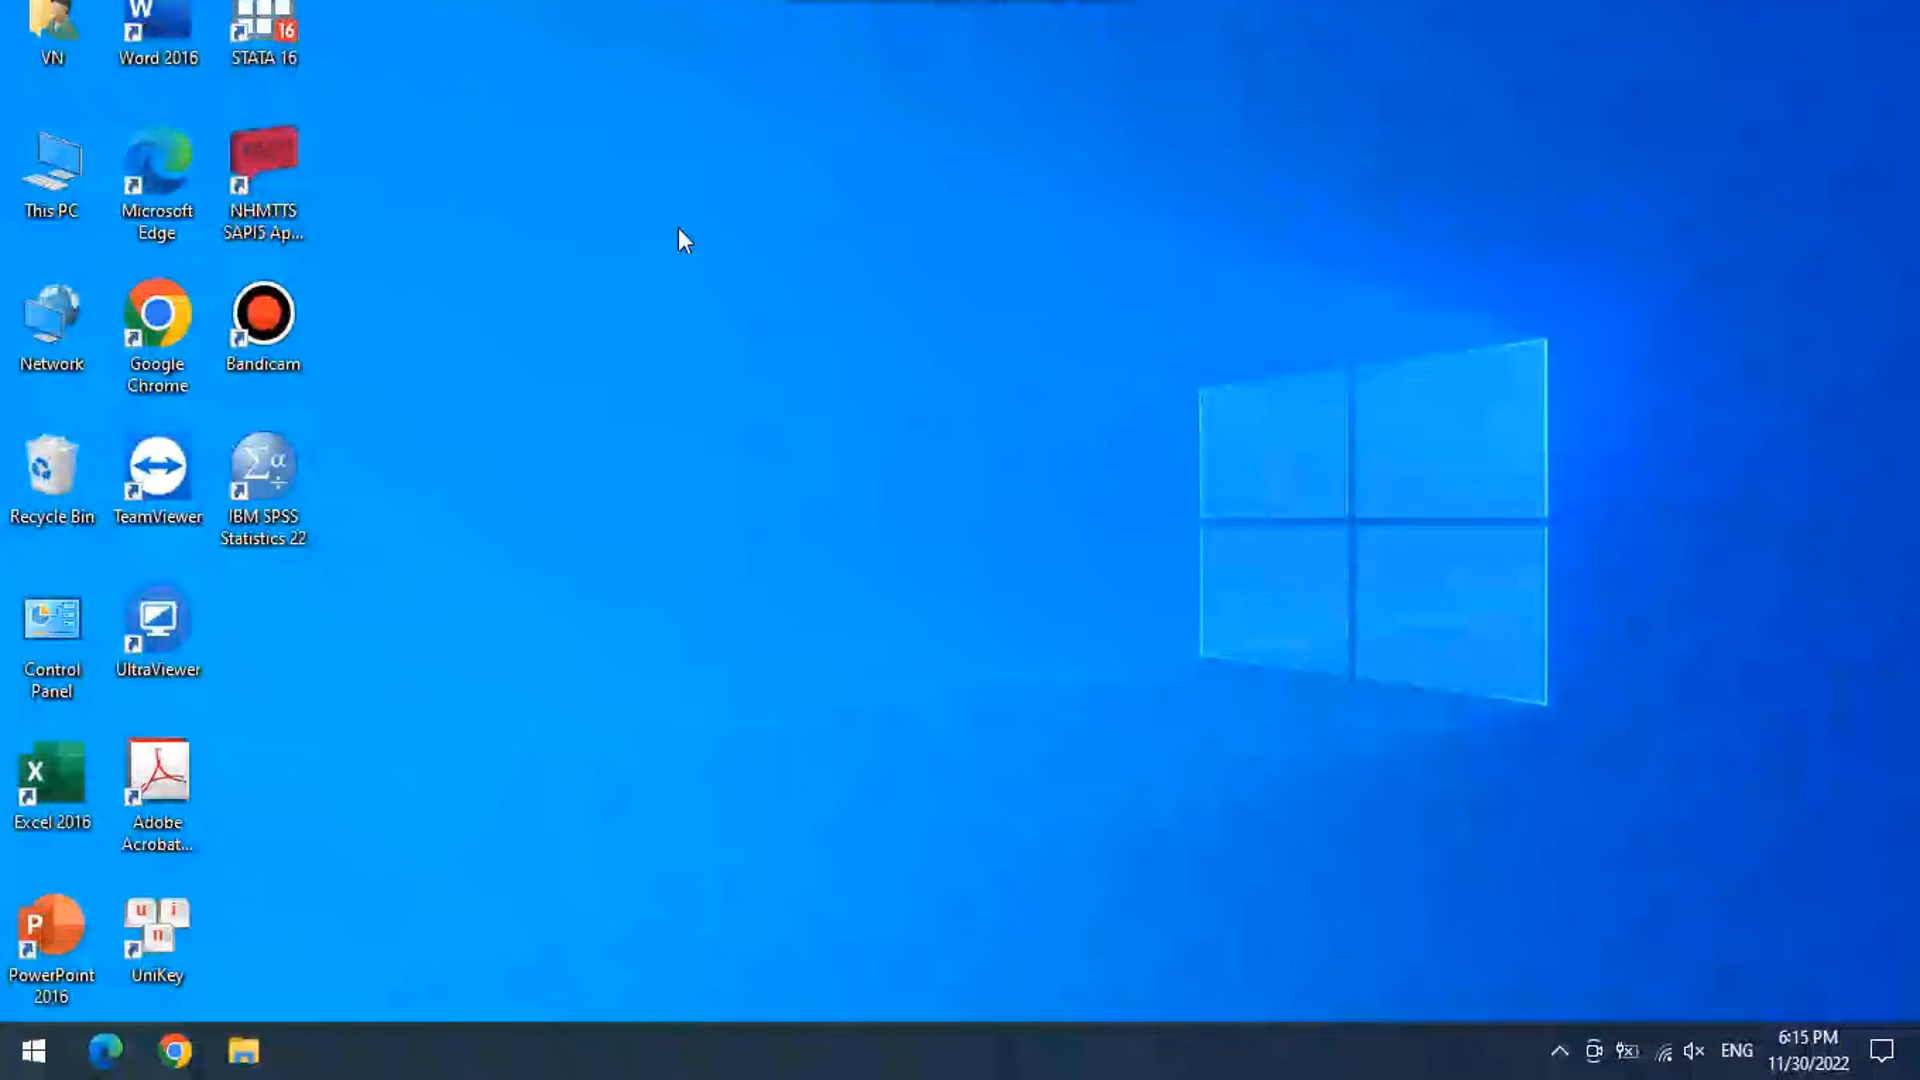 VN
Word 2016
STATA 16
This PC
Microsoft
Edge
NHMTTS
SAPI5 Ap...
Network
Google
Chrome
Bandicam
Recycle Bin
TeamViewer
IBM SPSS
Statistics 22
Control
Panel
UltraViewer
Excel 2016
Adobe
Acrobat...
PowerPoint
2016
UniKey
ENG
6:15 PM
11/30/2022